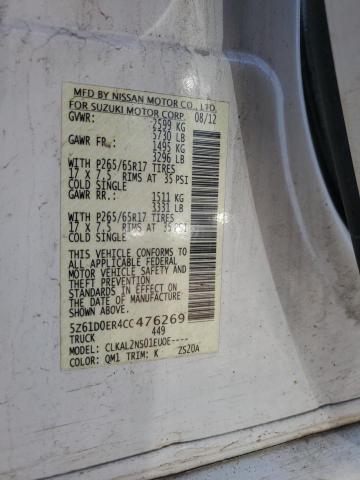 MFD BY NISSAN MOTOR CO., LTD.
FOR SUZUKI MOTOR CORP. 08/12
GVWR: 2599 KG
5730 LB
GAWR FR.: 1495 KG
3296 LB
WITH P265/65R17 TIRES
17 X 7.5 RIMS AT 35 PSI
COLD SINGLE
GAWR RR.: 1511 KG
3331 LB
WITH P265/65R17 TIRES
17 X 7.5 RIMS AT 35 PSI
COLD SINGLE
THIS VEHICLE CONFORMS TO
ALL APPLICABLE FEDERAL
MOTOR VEHICLE SAFETY AND
THEFT PREVENTION
STANDARDS IN EFFECT ON
THE DATE OF MANUFACTURE
SHOWN ABOVE.
5Z61D0ER4CC476269
TRUCK 449
MODEL: CLKAL2NS01EUOE----
COLOR: QM1 TRIM: K ZSZ0A